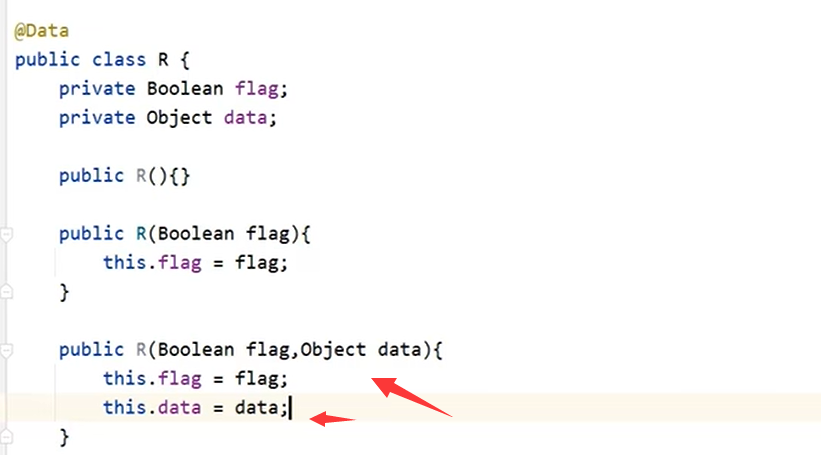 @Data
public class R {
private Boolean flag;
private Object data;
public R(){}
public R(Boolean flag){
this.flag = flag;
}
public R(Boolean flag,Object data){
this.flag = flag;
this.data = data;
}